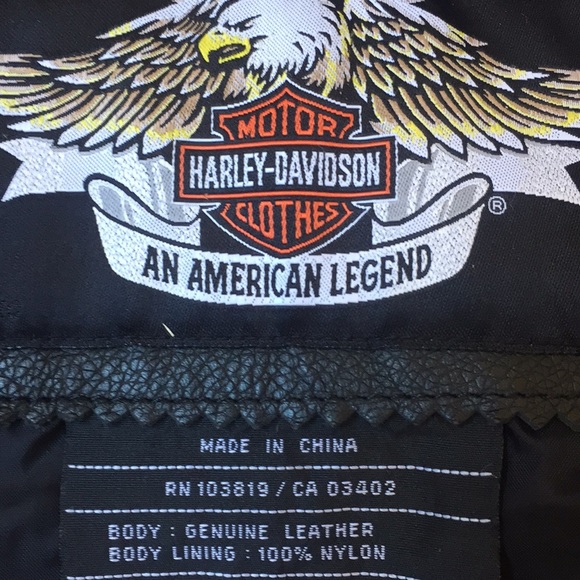 MOTOR
HARLEY-DAVIDSON
CLOTHES
®
AN AMERICAN LEGEND
MADE IN CHINA
RN 103819 / CA 03402
BODY : GENUINE LEATHER
BODY LINING : 100% NYLON